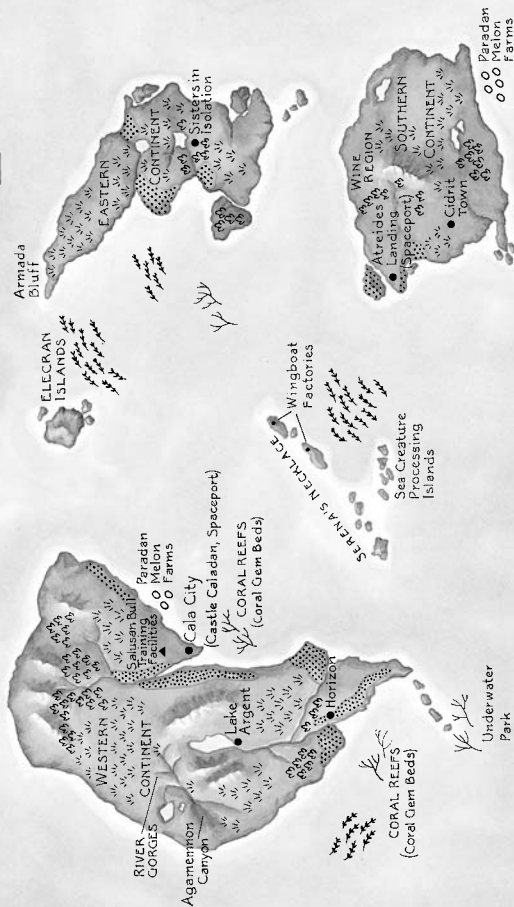 WESTERN
CONTINENT
RIVER
GORGES
Agamemnon
Canyon
Salusan Bull
Training
Facilities
Paradan
Melon
Farms
Cala City
(Castle Caladan, Spaceport)
CORAL REEFS
(Coral Gem Beds)
Lake
Argent
Horizon
CORAL REEFS
(Coral Gem Beds)
Underwater
Park
ELECRAN
ISLANDS
SERENA'S NECKLACE
Wingboat
Factories
Sea Creature
Processing
Islands
Armada
Bluff
EASTERN
CONTINENT
Sisters in
Isolation
WINE
REGION
Atreides
Landing
(Spaceport)
SOUTHERN
CONTINENT
Cidrit
Town
Paradan
Melon
Farms